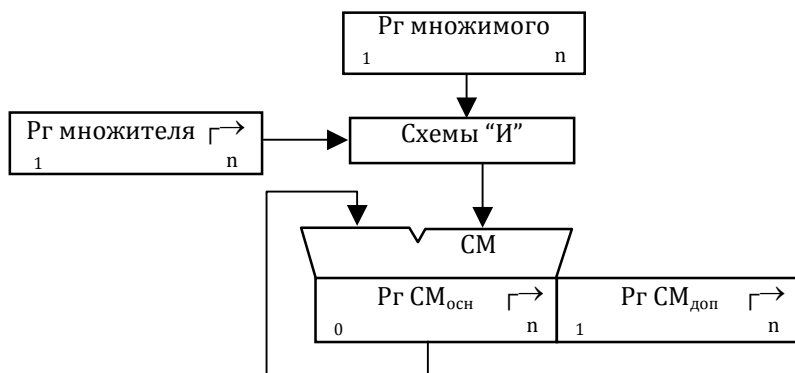 Рг множимого
1 n
Рг множителя ┌→
1 n
Схемы “И”
СМ
Рг СМосн ┌→
0 n
Рг СМдоп ┌→
1 n